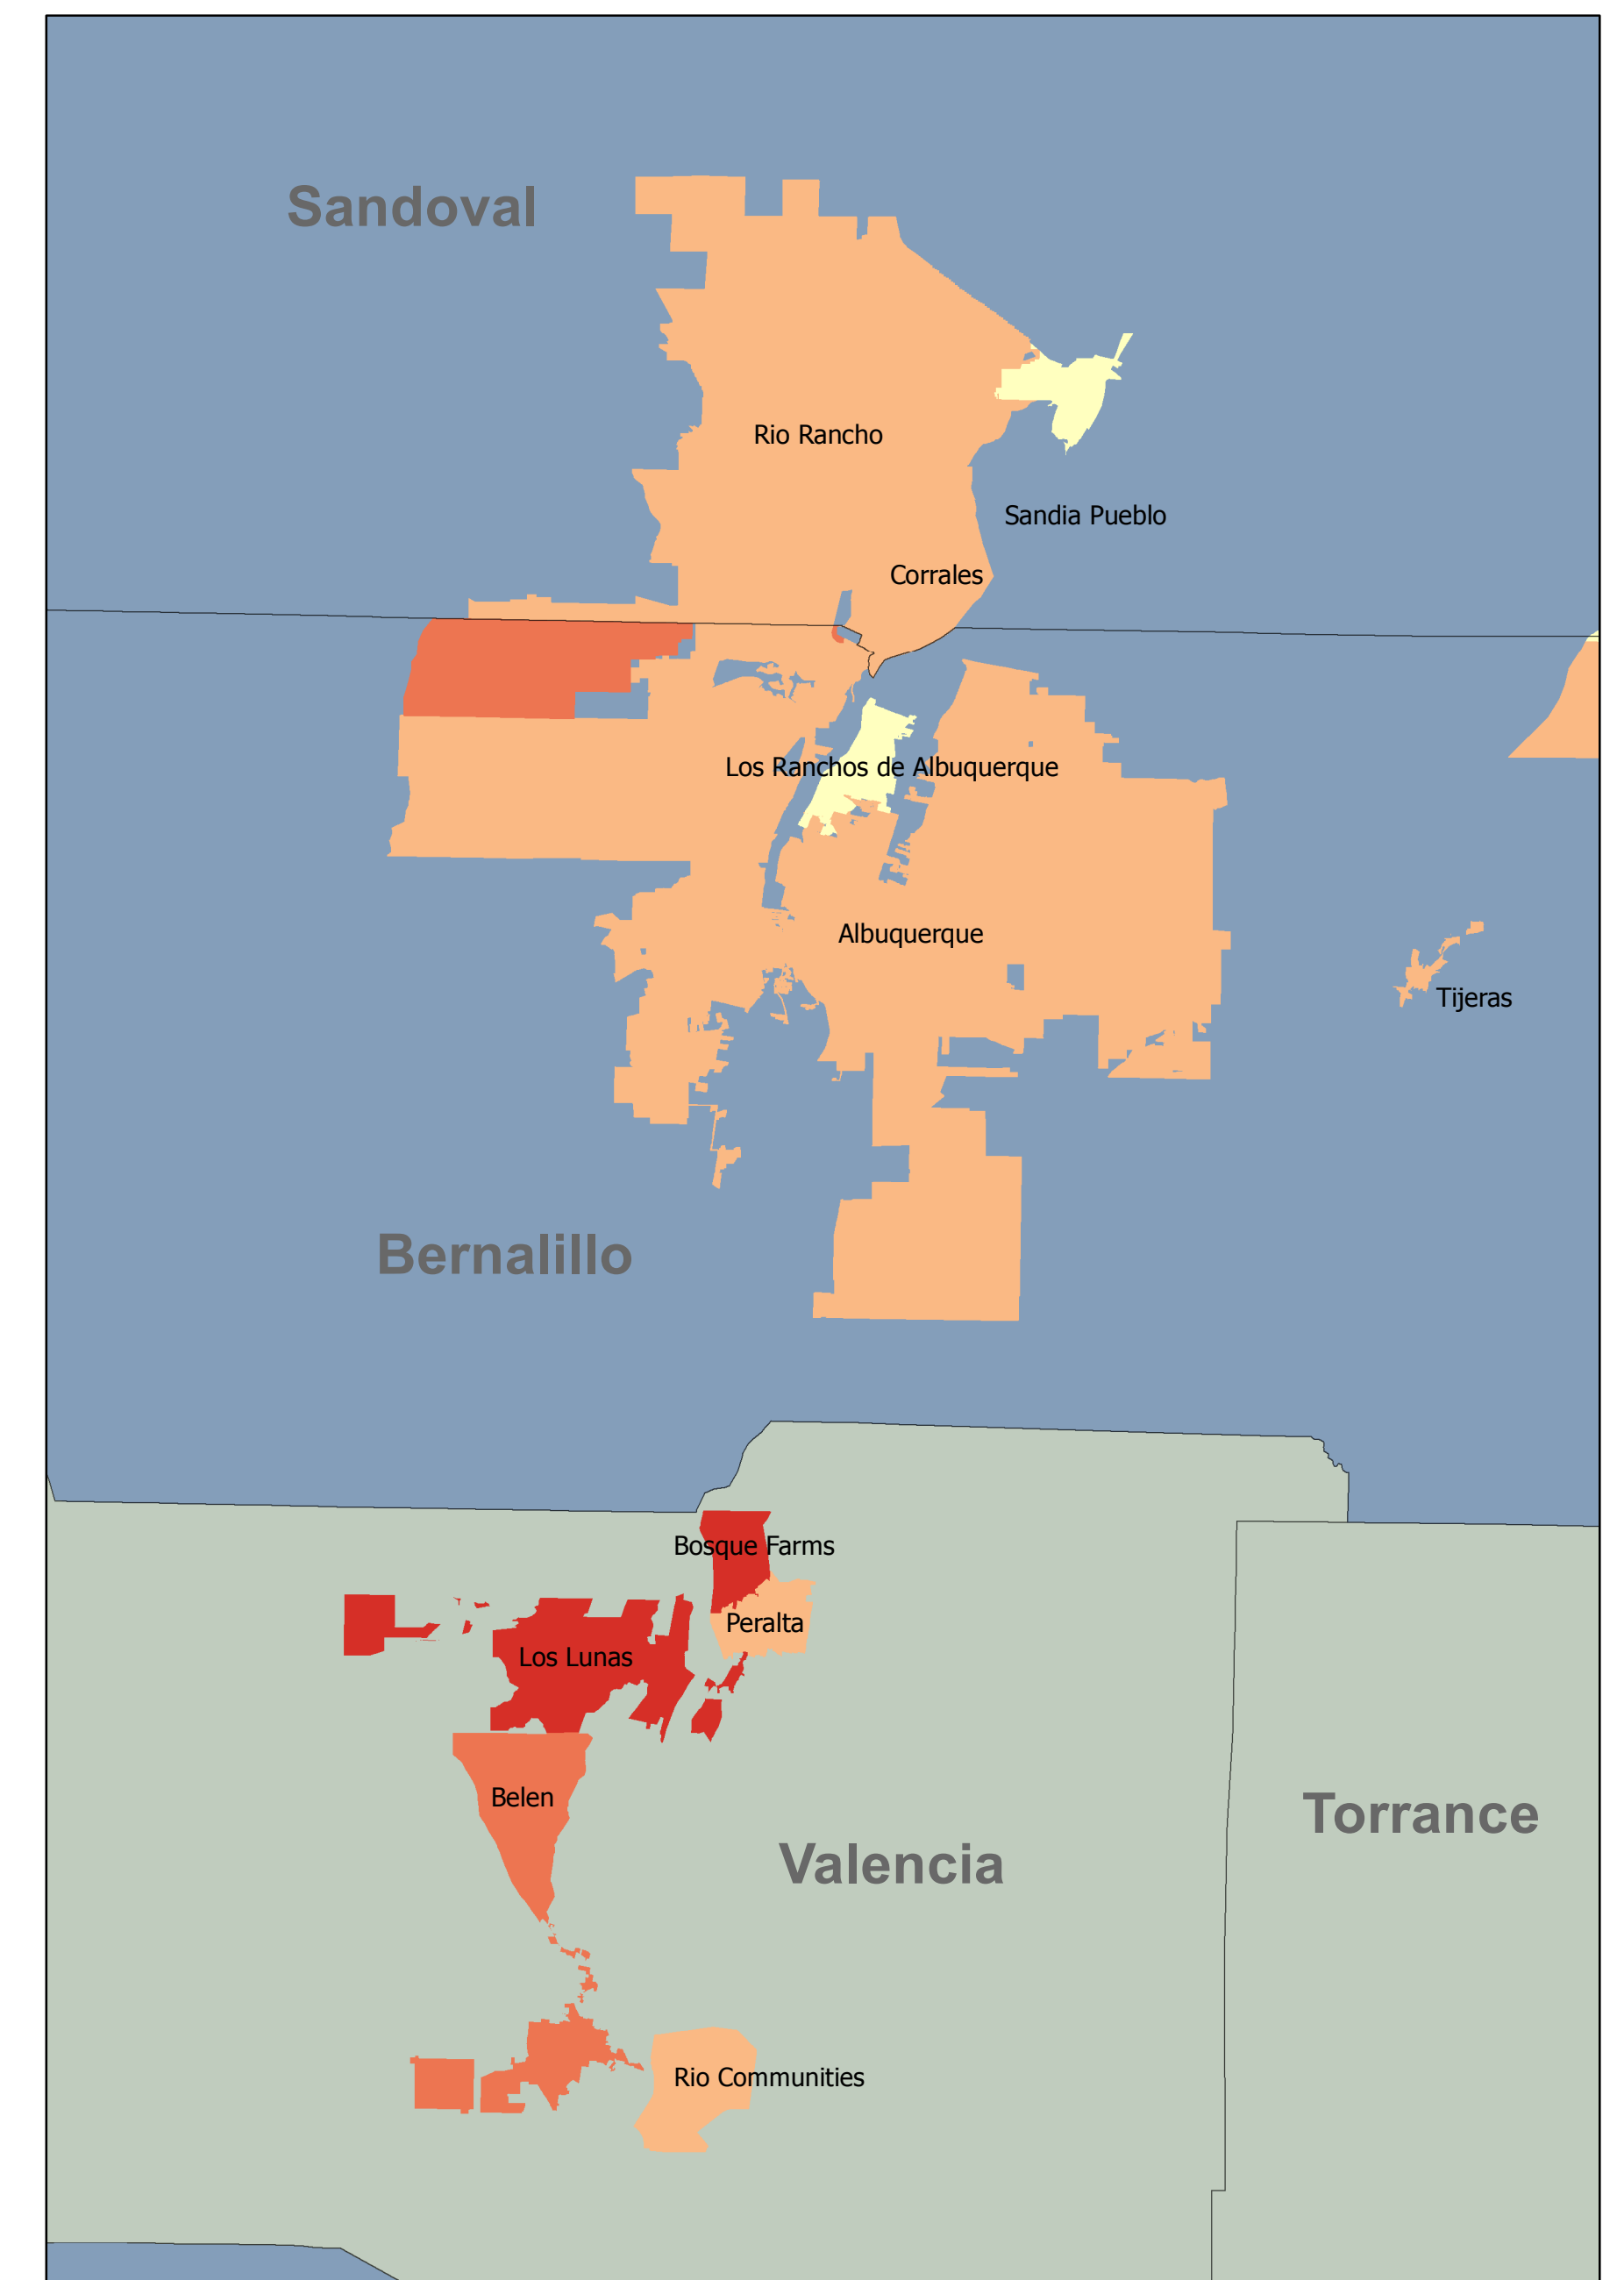 Sandoval
Rio Rancho
Sandia Pueblo
Corrales
Los Ranchos de Albuquerque
Albuquerque
Tijeras
Bernalillo
Bosque Farms
Peralta
Los Lunas
Belen
Torrance
Valencia
Rio Communities